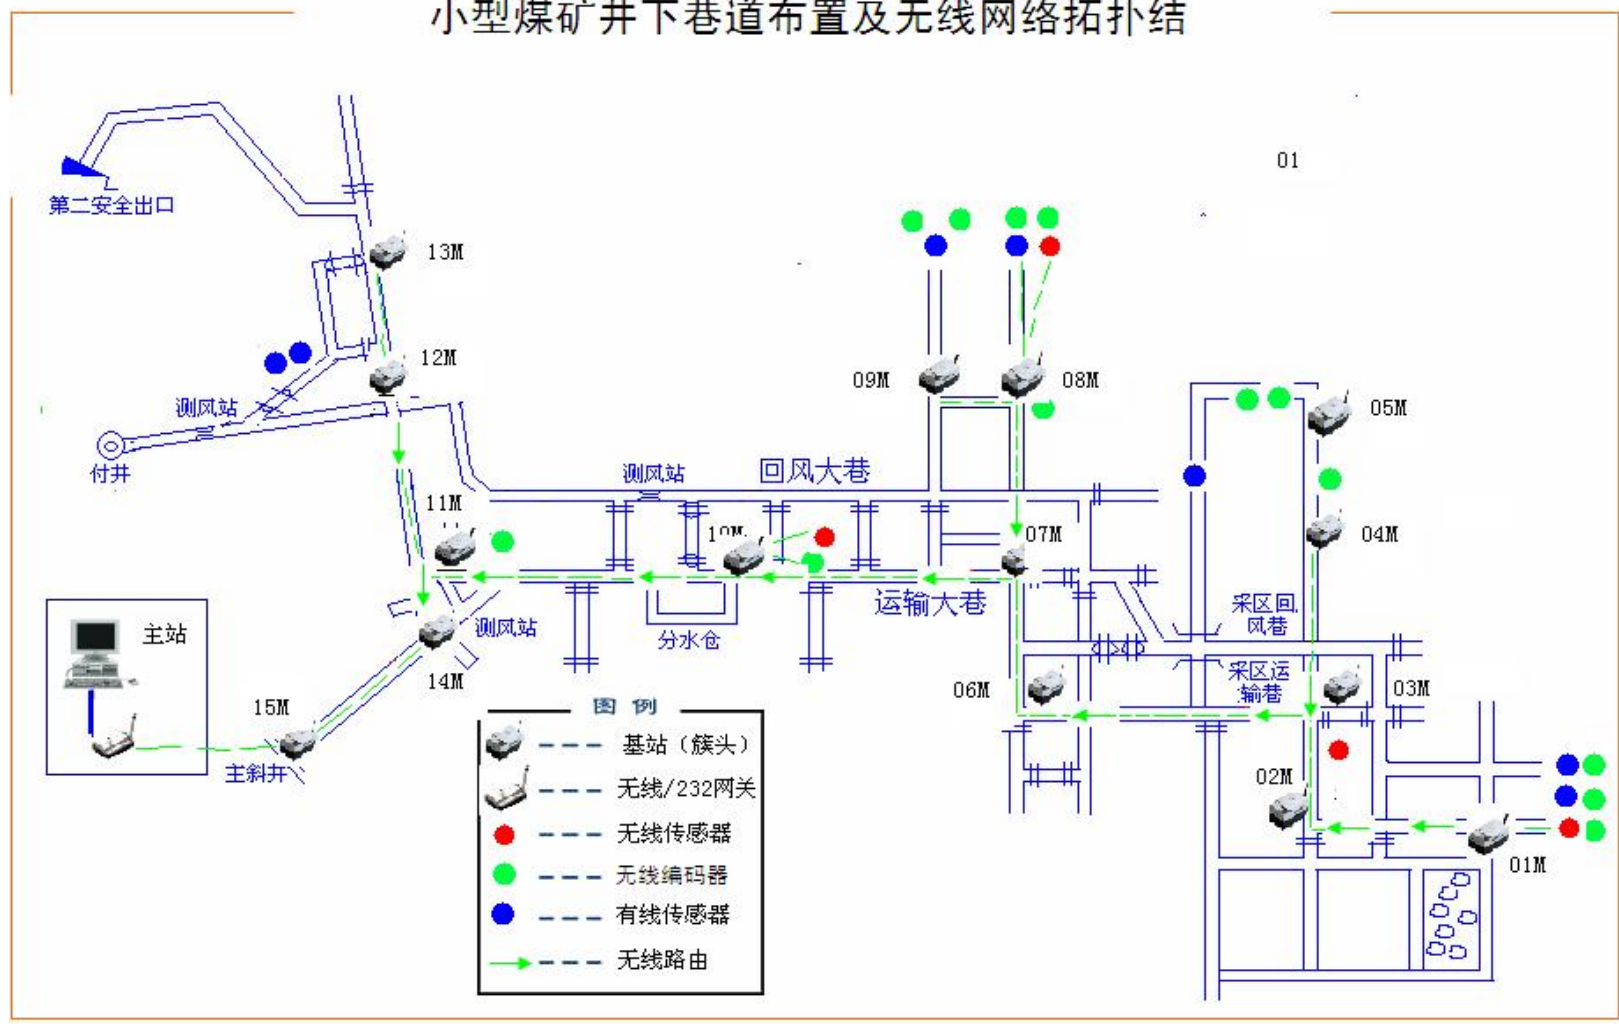 小型煤矿井下巷道布置及无线网络拓扑结
01
第二安全出口
13M
12M
测风站
付井
09M
08M
05M
测风站
回风大巷
11M
07M
04M
运输大巷
采区回
风巷
主站
测风站
分水仓
采区运
输巷
14M
06M
03M
15M
图 例
主斜井
基站（簇头）
02M
无线/232网关
无线传感器
01M
无线编码器
有线传感器
无线路由